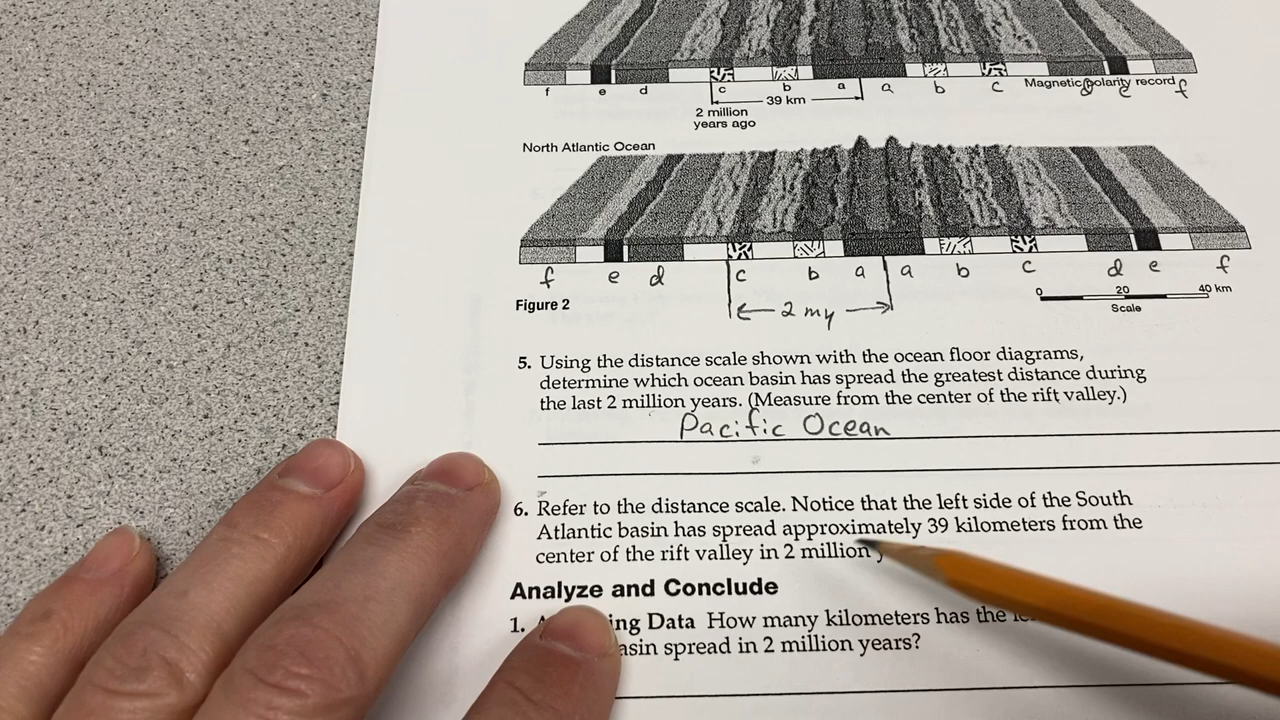 f e d c b a a b c Magnetic polarity record d e f
39 km
2 million
years ago
North Atlantic Ocean
f e d c b a a b c d e f
0 20 40 km
Scale
Figure 2
2 my
5. Using the distance scale shown with the ocean floor diagrams,
determine which ocean basin has spread the greatest distance during
the last 2 million years. (Measure from the center of the rift valley.)
Pacific Ocean
6. Refer to the distance scale. Notice that the left side of the South
Atlantic basin has spread approximately 39 kilometers from the
center of the rift valley in 2 million
Analyze and Conclude
1. ing Data How many kilometers has the
asin spread in 2 million years?